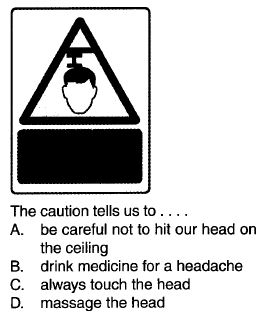 The caution tells us to . . . .
A. be careful not to hit our head on
the ceiling
B. drink medicine for a headache
C. always touch the head
D. massage the head